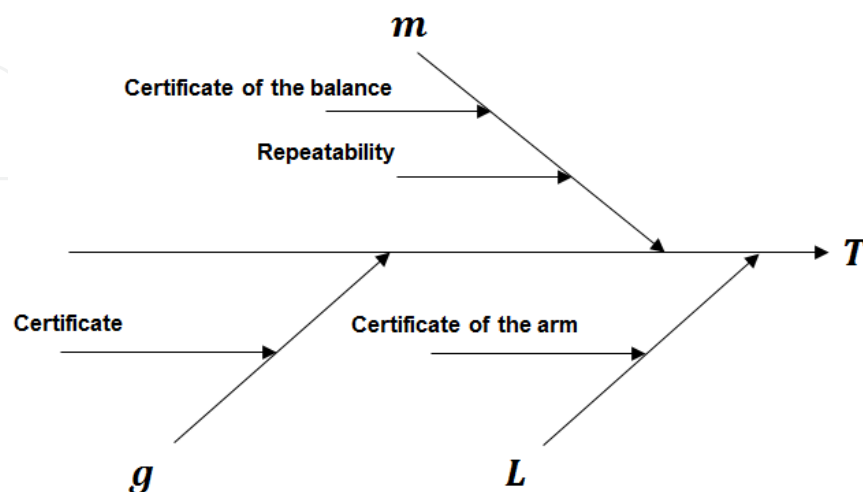 m
Certificate of the balance
Repeatability
T
Certificate
Certificate of the arm
g
L